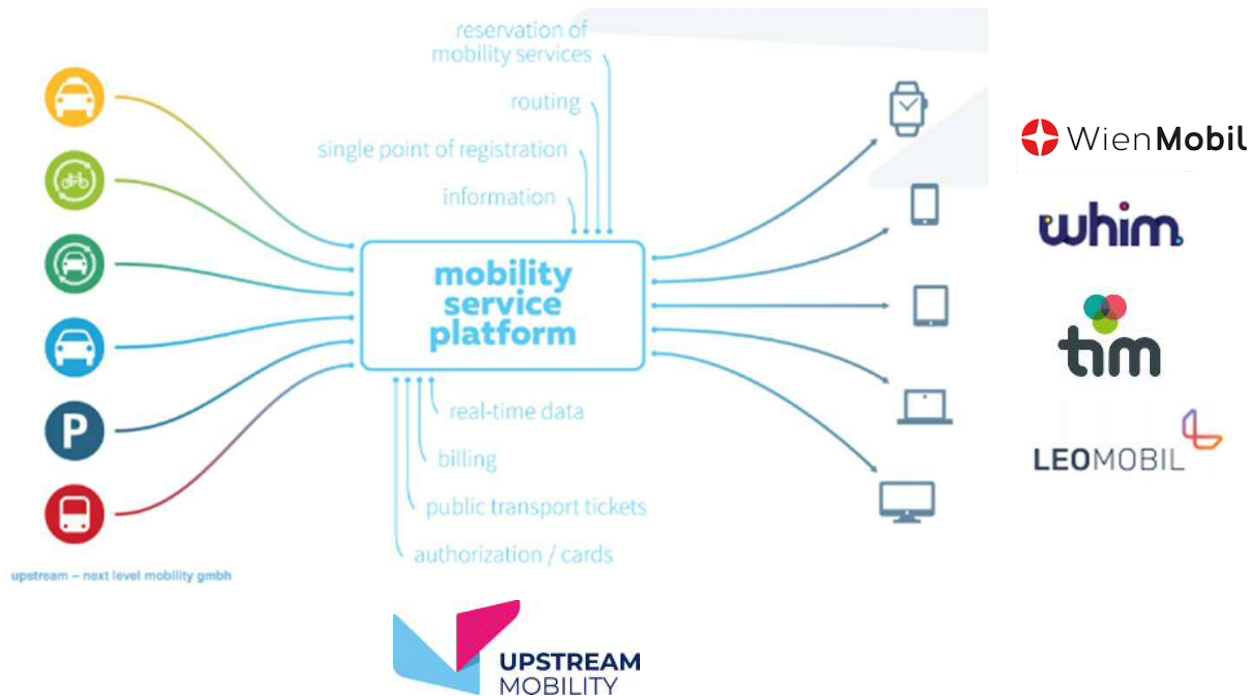 reservation of
mobility services
routing
single point of registration
information
mobility
service
platform
real-time data
billing
public transport tickets
authorization / cards
P
upstream – next level mobility gmbh
WienMobil
whim
tim
LEOMOBIL
UPSTREAM
MOBILITY